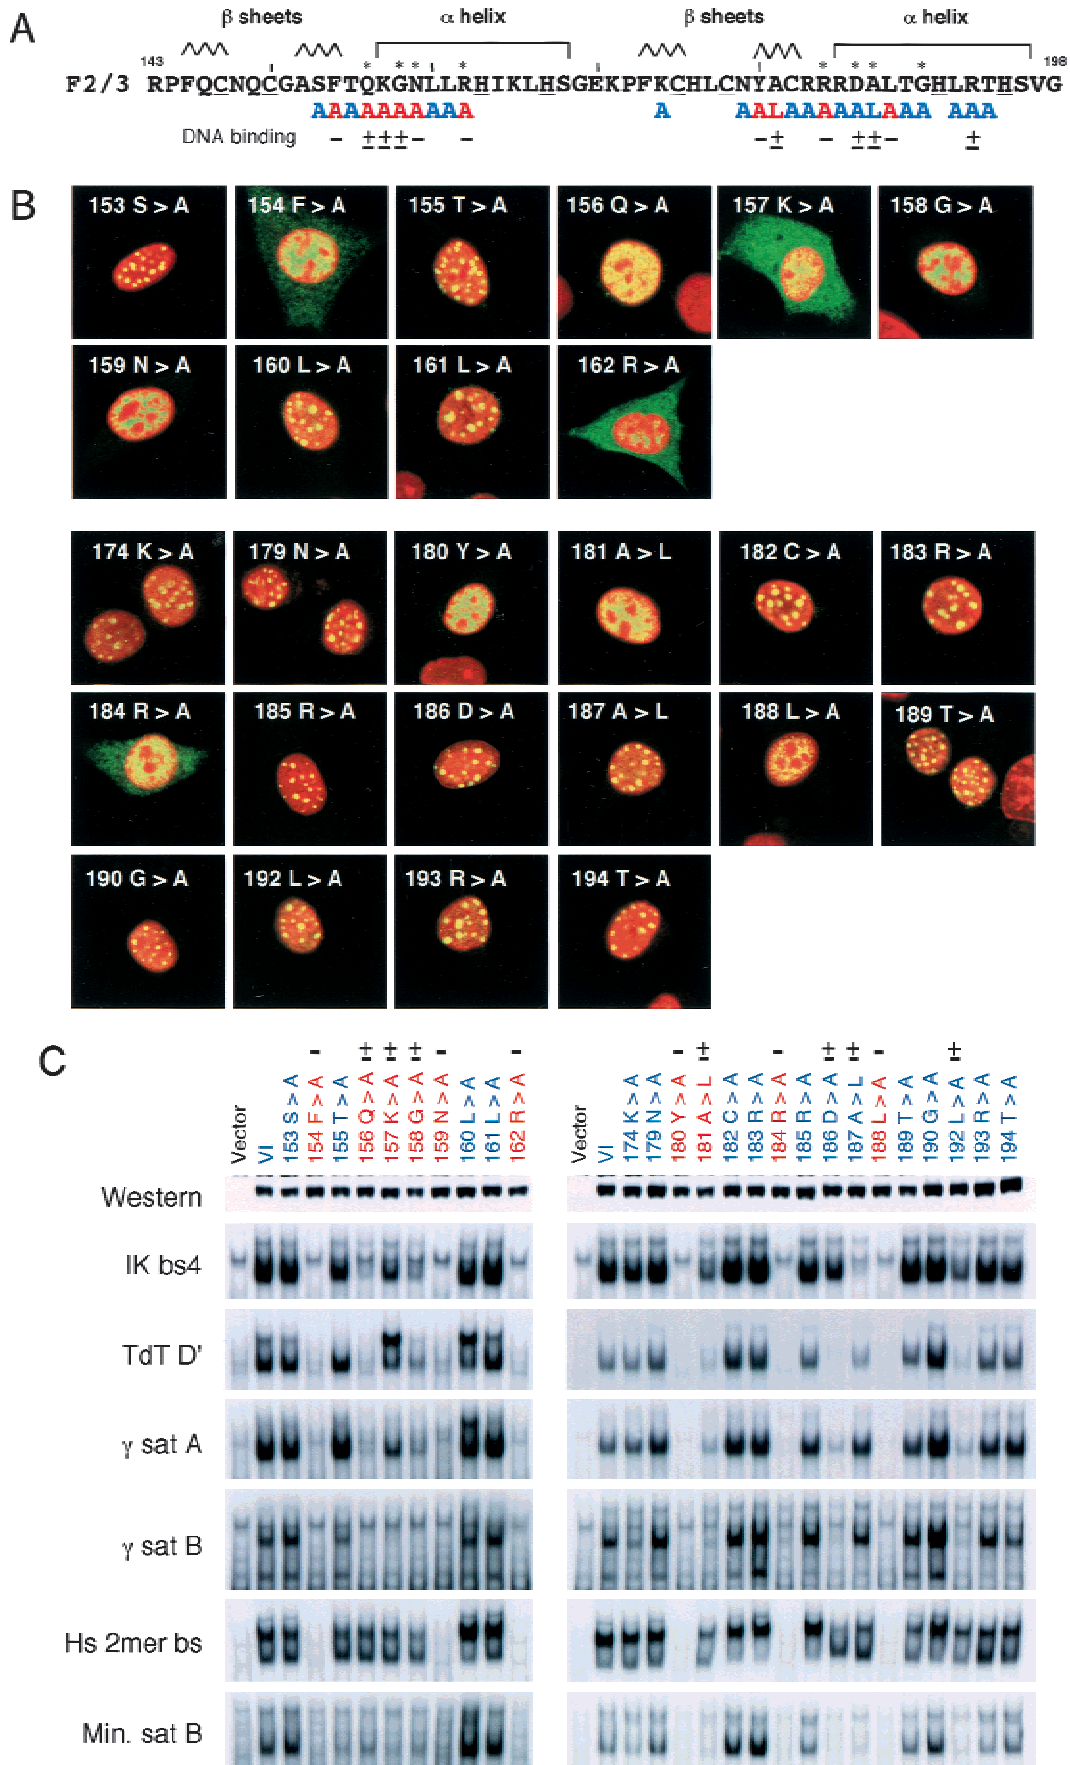 A
β sheets α helix β sheets α helix
143 198
* * * * * * * *
F2/3 RPFQCNQCGASFTQKGNLLRHIKLHSGEKPFKCHLCNYACRRRDALTGHLRTHSVG
AAAAAAAAAA A AALAAAALAAA AAA
DNA binding – ± ± ± – – – ± – ± ± – ±
B
153 S > A 154 F > A 155 T > A 156 Q > A 157 K > A 158 G > A
159 N > A 160 L > A 161 L > A 162 R > A
174 K > A 179 N > A 180 Y > A 181 A > L 182 C > A 183 R > A
184 R > A 185 R > A 186 D > A 187 A > L 188 L > A 189 T > A
190 G > A 192 L > A 193 R > A 194 T > A
C
– ± ± ± – – – ± – ± ± – ±
Vector VI 153 S > A 154 F > A 155 T > A 156 Q > A 157 K > A 158 G > A 159 N > A 160 L > A 161 L > A 162 R > A Vector VI 174 K > A 179 N > A 180 Y > A 181 A > L 182 C > A 183 R > A 184 R > A 185 R > A 186 D > A 187 A > L 188 L > A 189 T > A 190 G > A 192 L > A 193 R > A 194 T > A
Western
IK bs4
TdT D'
γ sat A
γ sat B
Hs 2mer bs
Min. sat B